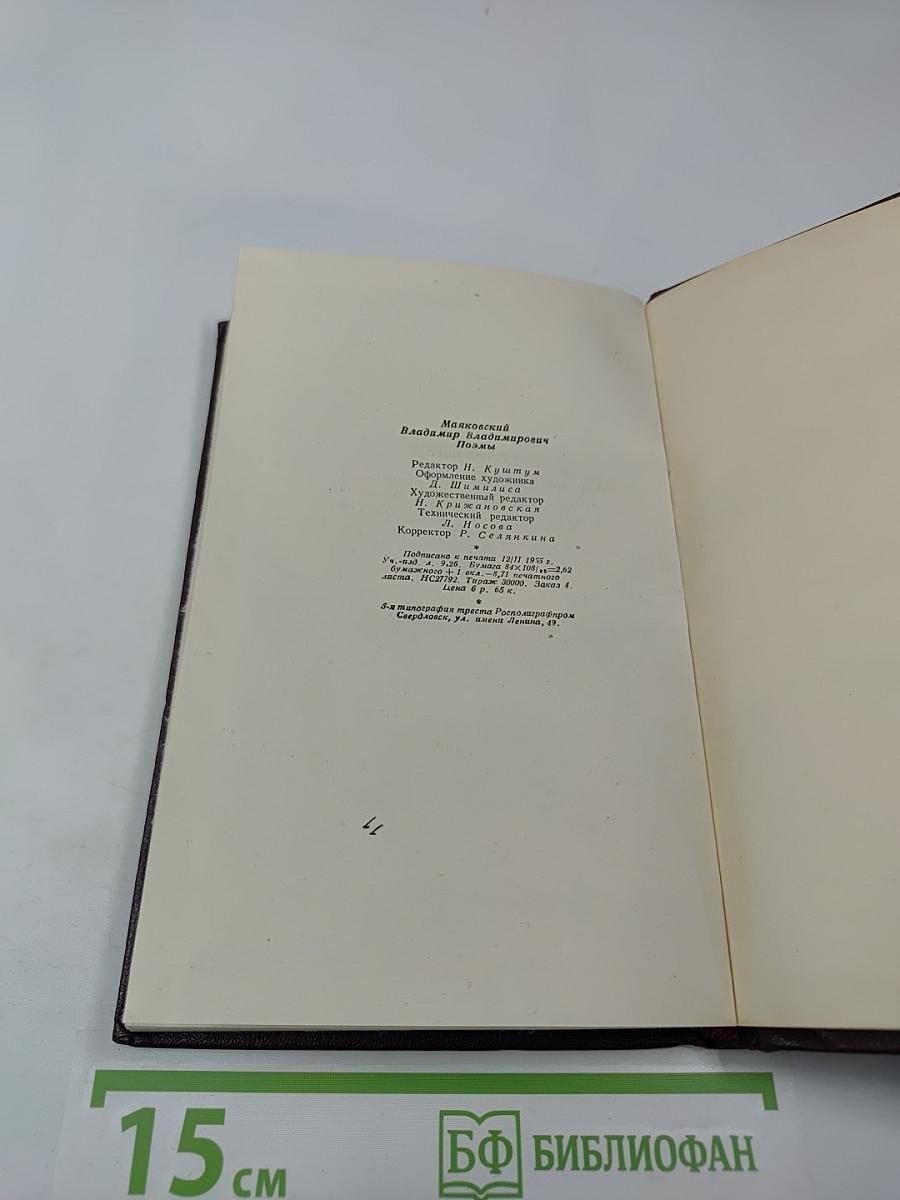 Маяковский
Владимир Владимирович
Поэмы
Редактор Н. Куштум
Оформление художника
Д. Шимилиса
Художественный редактор
Н. Крижановская
Технический редактор
Л. Носова
Корректор Р. Селянкина
*
Подписано к печати 12/II 1955 г.
Уч.-изд. л. 9,26. Бумага 84×108/₃₂=2,62
бумажного + 1 вкл.—8,71 печатного
листа. НС27792. Тираж 30000. Заказ 4.
Цена 6 р. 65 к.
*
5-я типография треста Росполиграфпром
Свердловск, ул. имени Ленина, 49.
15 см
БФ БИБЛИОФАН